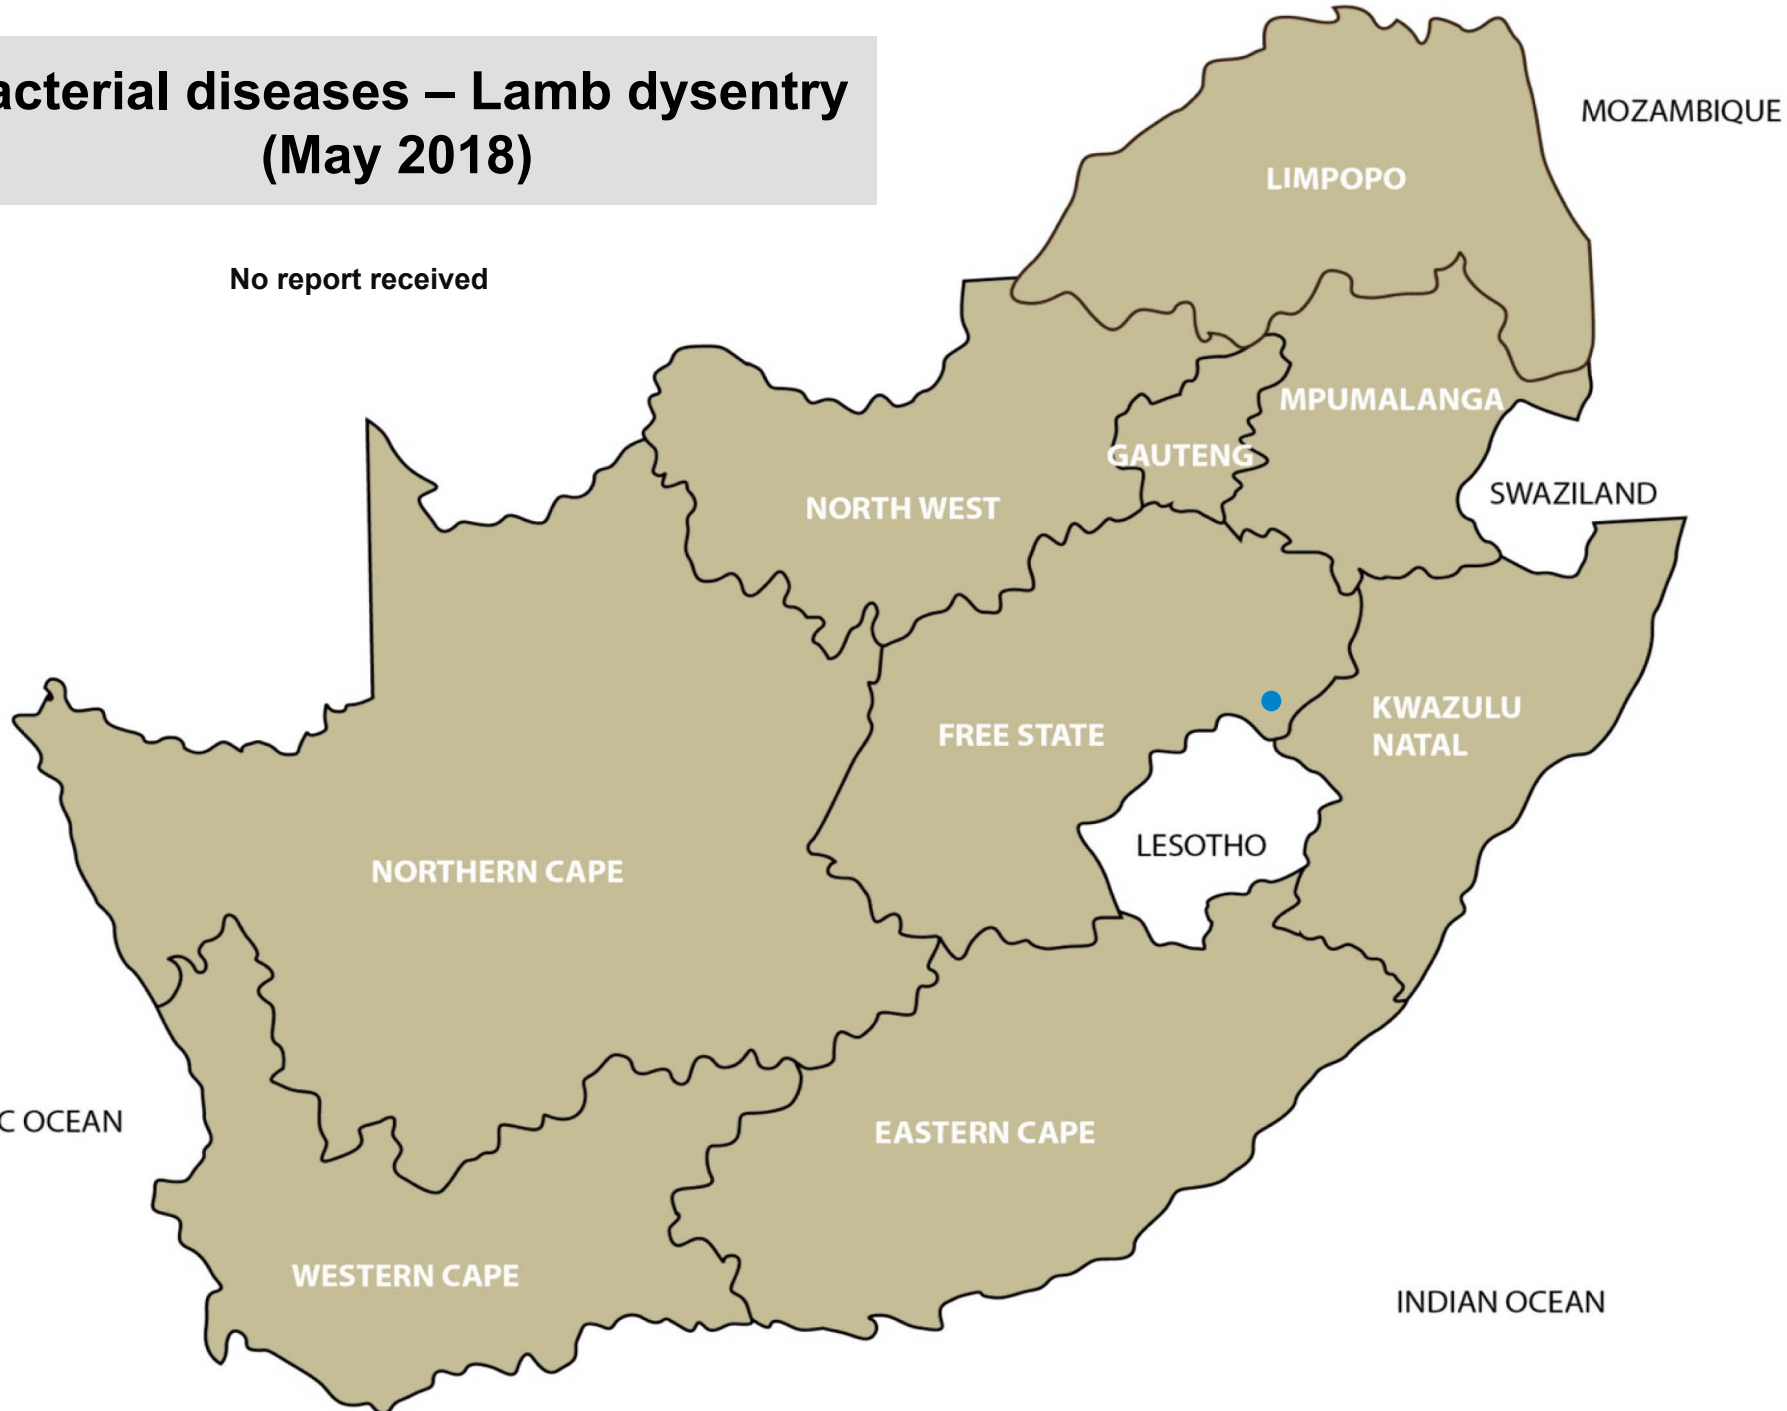 acterial diseases – Lamb dysentry
(May 2018)
MOZAMBIQUE
LIMPOPO
No report received
MPUMALANGA
GAUTENG
SWAZILAND
NORTH WEST
KWAZULU
NATAL
FREE STATE
LESOTHO
NORTHERN CAPE
C OCEAN
EASTERN CAPE
WESTERN CAPE
INDIAN OCEAN